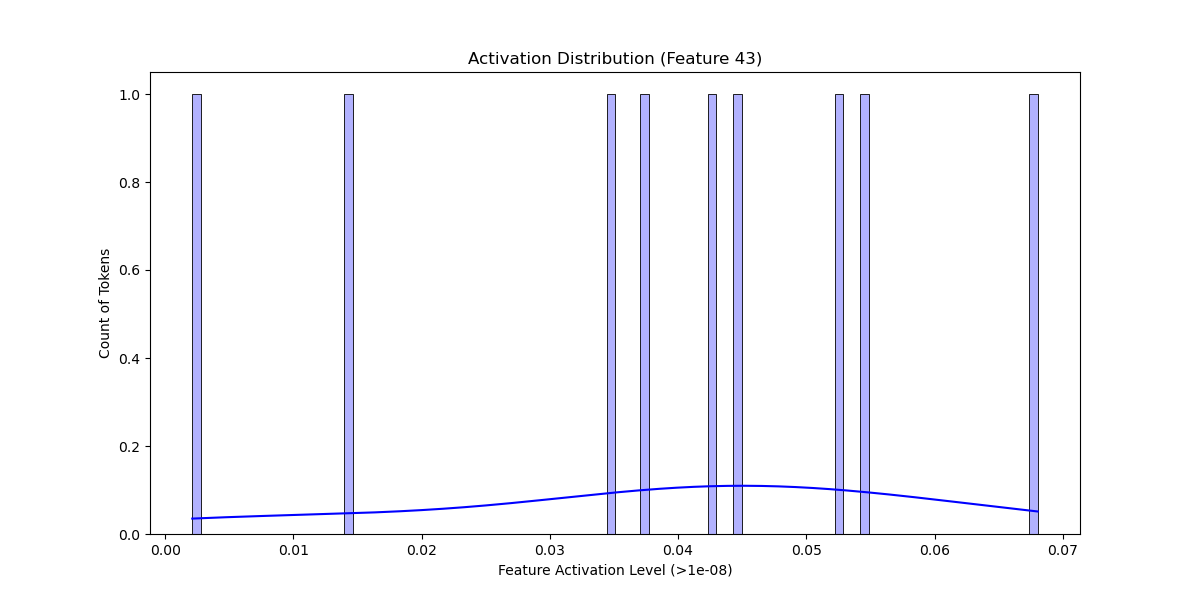 Activation Distribution (Feature 43)
1.0
0.8
0.6
0.4
0.2
0.0
Count of Tokens
0.00 0.01 0.02 0.03 0.04 0.05 0.06 0.07
Feature Activation Level (>1e-08)